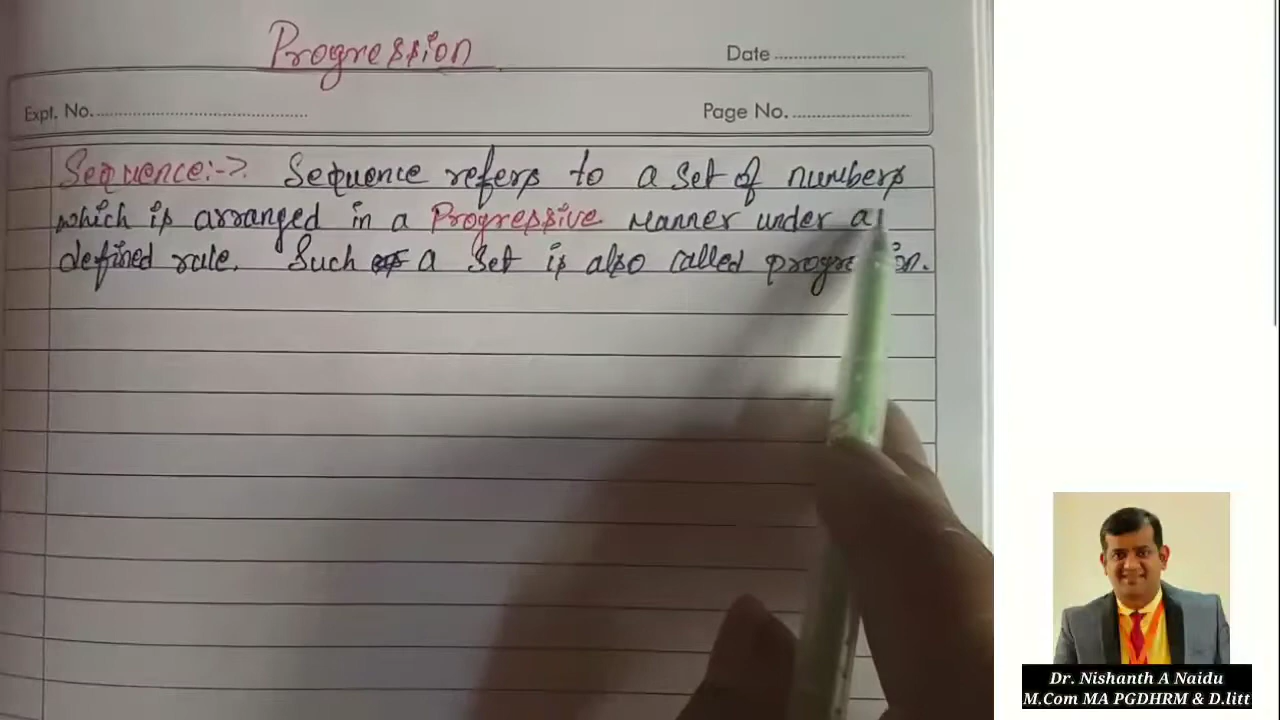 Progression
Date
Expt. No.
Page No.
Sequence:-> Sequence refers to a set of numbers
which is arranged in a Progressive manner under a
defined rule. Such a set is also called
Dr. Nishanth A Naidu
M.Com MA PGDHRM & D.litt